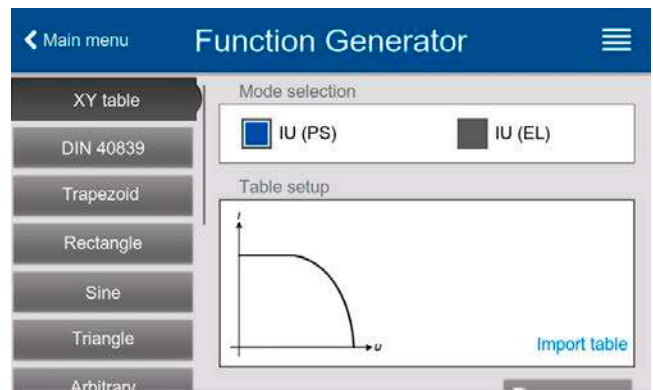 Main menu
Function Generator
XY table
DIN 40839
Trapezoid
Rectangle
Sine
Triangle
Arbitrary
Mode selection
IU (PS)
IU (EL)
Table setup
I
U
Import table